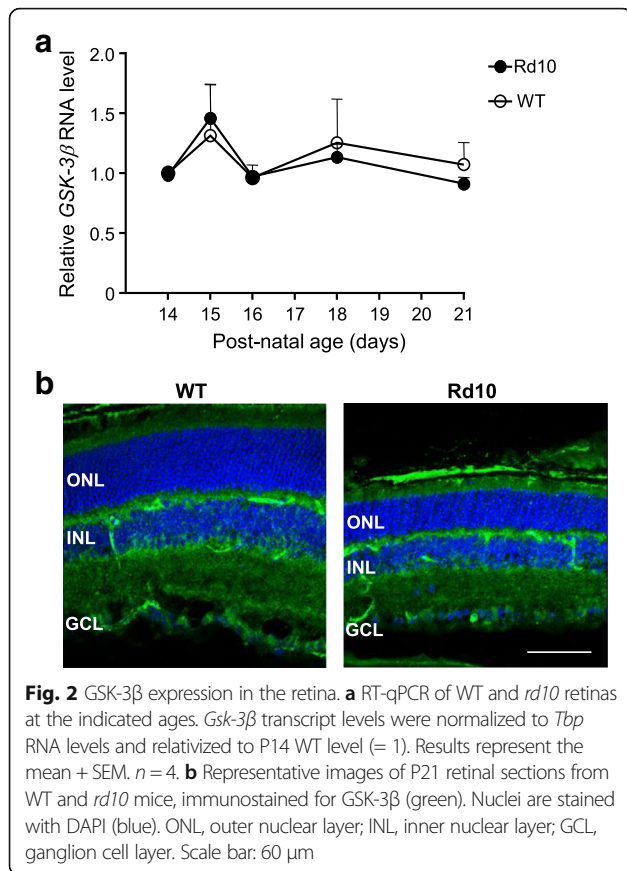 a
2.0
1.5
1.0
0.5
0
Relative GSK-3β RNA level
Rd10
WT
14 15 16 17 18 19 20 21
Post-natal age (days)
b
WT
Rd10
ONL
INL
GCL
ONL
INL
GCL
Fig. 2 GSK-3β expression in the retina. a RT-qPCR of WT and rd10 retinas
at the indicated ages. Gsk-3β transcript levels were normalized to Tbp
RNA levels and relativized to P14 WT level (= 1). Results represent the
mean + SEM. n = 4. b Representative images of P21 retinal sections from
WT and rd10 mice, immunostained for GSK-3β (green). Nuclei are stained
with DAPI (blue). ONL, outer nuclear layer; INL, inner nuclear layer; GCL,
ganglion cell layer. Scale bar: 60 μm